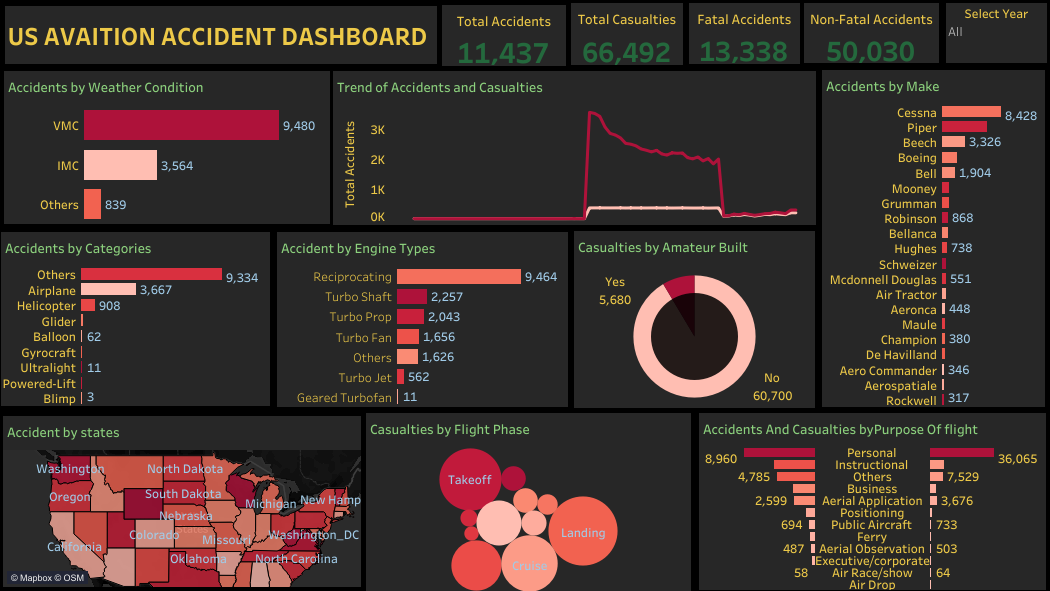 US AVAITION ACCIDENT DASHBOARD
Total Accidents
11,437
Total Casualties
66,492
Fatal Accidents
13,338
Non-Fatal Accidents
50,030
Select Year
All
Accidents by Weather Condition
VMC 9,480
IMC 3,564
Others 839
Trend of Accidents and Casualties
Total Accidents
3K
2K
1K
0K
Accidents by Make
Cessna 8,428
Piper
Beech 3,326
Boeing
Bell 1,904
Mooney
Grumman
Robinson 868
Bellanca
Hughes 738
Schweizer
Mcdonnell Douglas 551
Air Tractor
Aeronca 448
Maule
Champion 380
De Havilland
Aero Commander 346
Aerospatiale
Rockwell 317
Accidents by Categories
Others 9,334
Airplane 3,667
Helicopter 908
Glider
Balloon 62
Gyrocraft
Ultralight 11
Powered-Lift
Blimp 3
Accident by Engine Types
Reciprocating 9,464
Turbo Shaft 2,257
Turbo Prop 2,043
Turbo Fan 1,656
Others 1,626
Turbo Jet 562
Geared Turbofan 11
Casualties by Amateur Built
Yes
5,680
No
60,700
Accident by states
Washington North Dakota
Oregon South Dakota Michigan New Hamp
Nebraska
California Colorado Missouri Washington_DC
Oklahoma North Carolina
© Mapbox © OSM
Casualties by Flight Phase
Takeoff
Landing
Cruise
Accidents And Casualties byPurpose Of flight
8,960 Personal 36,065
Instructional
4,785 Others 7,529
Business
2,599 Aerial Application 3,676
Positioning
694 Public Aircraft 733
Ferry
487 Aerial Observation 503
Executive/corporate
58 Air Race/show 64
Air Drop